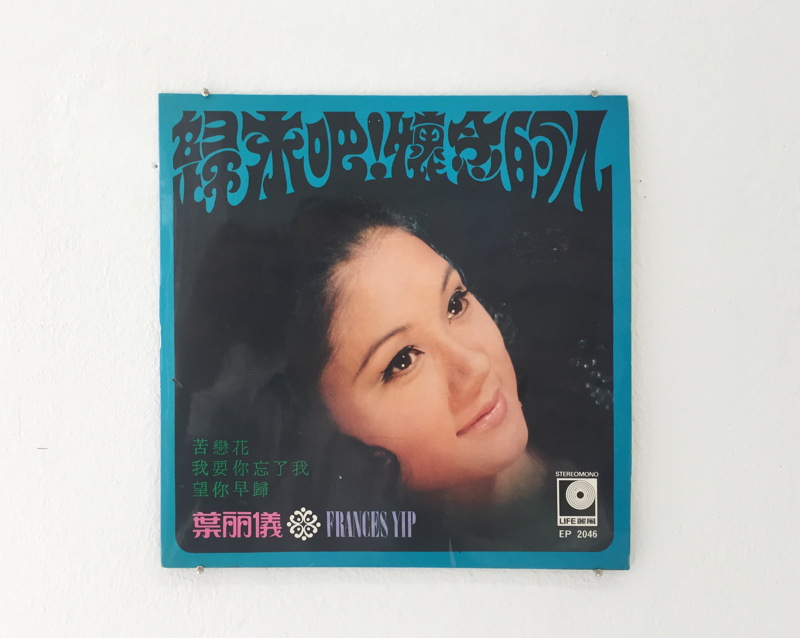 歸來吧!懷念的人
苦戀花
我要你忘了我
望你早歸
葉丽儀 FRANCES YIP
STEREOMONO
LIFE 麗風
EP 2046